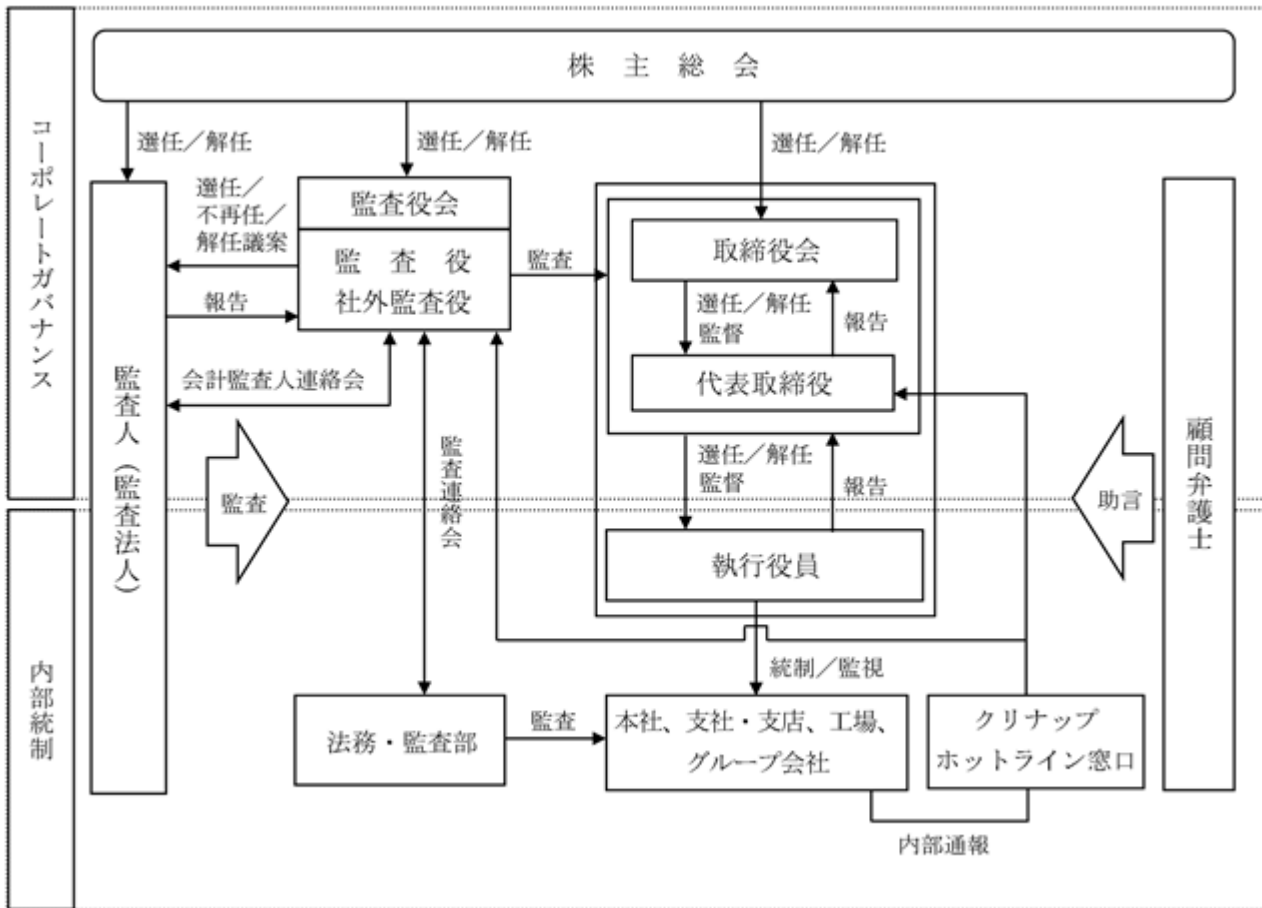 株主総会
コーポレートガバナンス
選任／解任
選任／解任
選任／解任
選任／
不再任／
解任議案
監査役会
監査役
社外監査役
監査
取締役会
選任／解任
監督
報告
代表取締役
報告
会計監査人連絡会
監査人（監査法人）
監査
監査連絡会
選任／解任
監督
報告
執行役員
助言
顧問弁護士
内部統制
統制／監視
法務・監査部
監査
本社、支社・支店、工場、
グループ会社
クリナップ
ホットライン窓口
内部通報